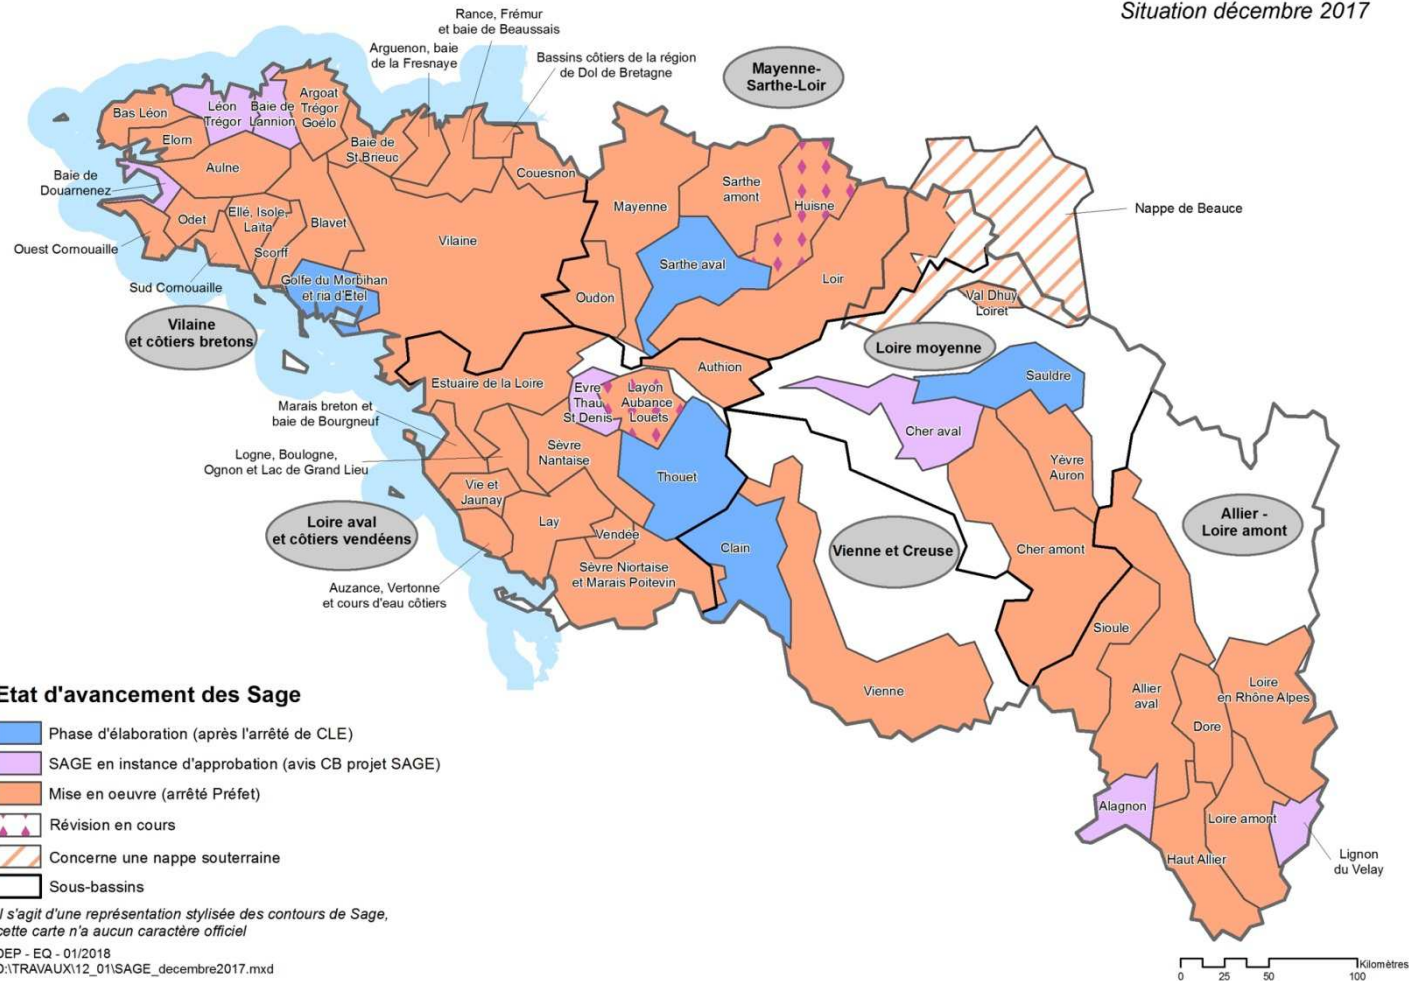 Situation décembre 2017
Rance, Frémur
et baie de Beaussais
Arguenon, baie
de la Fresnaye
Bassins côtiers de la région
de Dol de Bretagne
Mayenne-
Sarthe-Loir
Bas Léon
Léon
Trégor
Baie de
Lannion
Argoat
Trégor
Goëlo
Elorn
Baie de
St Brieuc
Aulne
Couesnon
Baie de
Douarnenez
Sarthe
amont
Huisne
Mayenne
Nappe de Beauce
Odet
Ellé, Isole,
Laïta
Blavet
Vilaine
Ouest Cornouaille
Scorff
Sarthe aval
Loir
Sud Cornouaille
Golfe du Morbihan
et ria d'Etel
Oudon
Val Dhuy
Loiret
Vilaine
et côtiers bretons
Loire moyenne
Authion
Sauldre
Estuaire de la Loire
Evre
Thau
St Denis
Layon
Aubance
Louets
Marais breton et
baie de Bourgneuf
Cher aval
Logne, Boulogne,
Ognon et Lac de Grand Lieu
Sèvre
Nantaise
Yèvre
Auron
Thouet
Vie et
Jaunay
Loire aval
et côtiers vendéens
Lay
Vendée
Clain
Vienne et Creuse
Cher amont
Allier -
Loire amont
Sèvre Niortaise
et Marais Poitevin
Auzance, Vertonne
et cours d'eau côtiers
Sioule
Vienne
Allier
aval
Loire
en Rhône Alpes
Dore
Alagnon
Loire amont
Haut Allier
Lignon
du Velay
Etat d'avancement des Sage
Phase d'élaboration (après l'arrêté de CLE)
SAGE en instance d'approbation (avis CB projet SAGE)
Mise en oeuvre (arrêté Préfet)
Révision en cours
Concerne une nappe souterraine
Sous-bassins
l s'agit d'une représentation stylisée des contours de Sage,
cette carte n'a aucun caractère officiel
DEP - EQ - 01/2018
D:\TRAVAUX\12_01\SAGE_decembre2017.mxd
Kilomètres
0 25 50 100